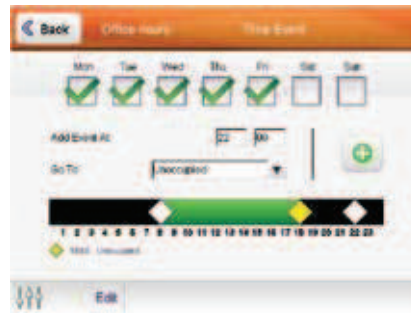 Back Office Hours Time Event
Mon Tue Wed Thu Fri Sat Sun
Add Event At: 22 00
Go To: Unoccupied
1 2 3 4 5 6 7 8 9 10 11 12 13 14 15 16 17 18 19 20 21 22 23
Unoccupied
Edit